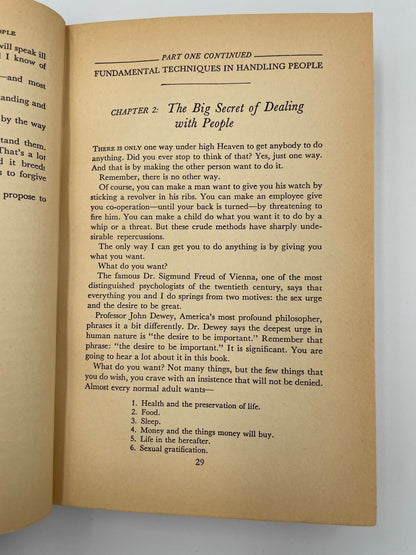 OPLE
will speak ill
I know of
—and most
anding and
by the way
tand them.
That's a lot
d it breed:
s to forgive
propose to
PART ONE CONTINUED
FUNDAMENTAL TECHNIQUES IN HANDLING PEOPLE
CHAPTER 2: The Big Secret of Dealing
with People
THERE IS ONLY one way under high Heaven to get anybody to do
anything. Did you ever stop to think of that? Yes, just one way.
And that is by making the other person want to do it.
Remember, there is no other way.
Of course, you can make a man want to give you his watch by
sticking a revolver in his ribs. You can make an employee give
you co-operation—until your back is turned—by threatening to
fire him. You can make a child do what you want it to do by a
whip or a threat. But these crude methods have sharply unde-
sirable repercussions.
The only way I can get you to do anything is by giving you
what you want.
What do you want?
The famous Dr. Sigmund Freud of Vienna, one of the most
distinguished psychologists of the twentieth century, says that
everything you and I do springs from two motives: the sex urge
and the desire to be great.
Professor John Dewey, America's most profound philosopher,
phrases it a bit differently. Dr. Dewey says the deepest urge in
human nature is "the desire to be important." Remember that
phrase: "the desire to be important." It is significant. You are
going to hear a lot about it in this book.
What do you want? Not many things, but the few things that
you do wish, you crave with an insistence that will not be denied.
Almost every normal adult wants—
1. Health and the preservation of life.
2. Food.
3. Sleep.
4. Money and the things money will buy.
5. Life in the hereafter.
6. Sexual gratification.
29